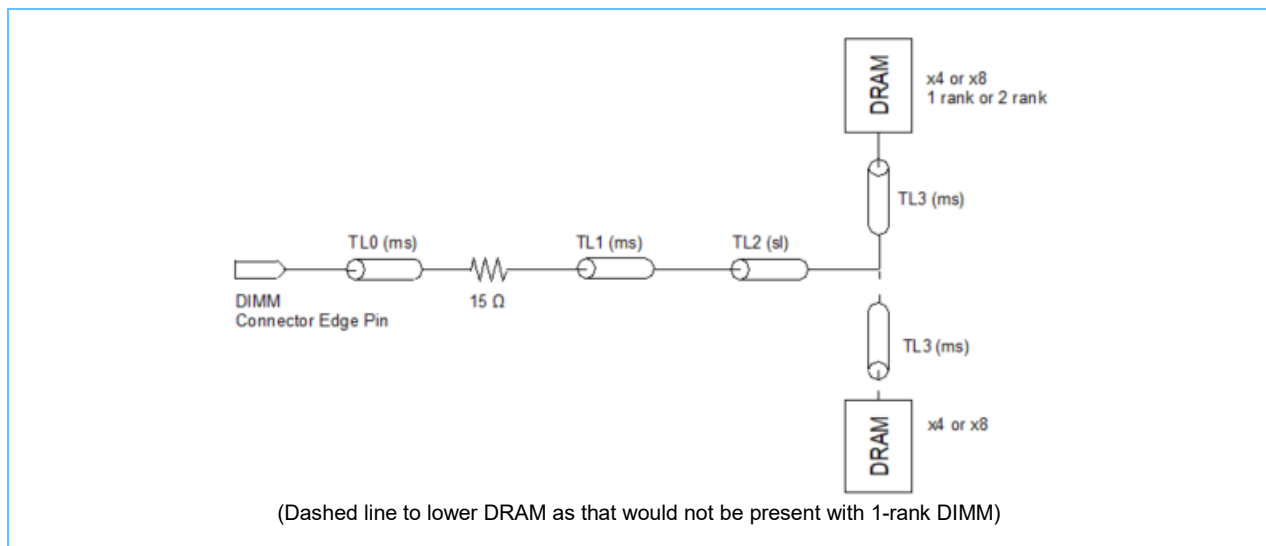 DRAM
x4 or x8
1 rank or 2 rank
TL3 (ms)
TL0 (ms)
TL1 (ms)
TL2 (sl)
DIMM
Connector Edge Pin
15 Ω
TL3 (ms)
DRAM
x4 or x8
(Dashed line to lower DRAM as that would not be present with 1-rank DIMM)